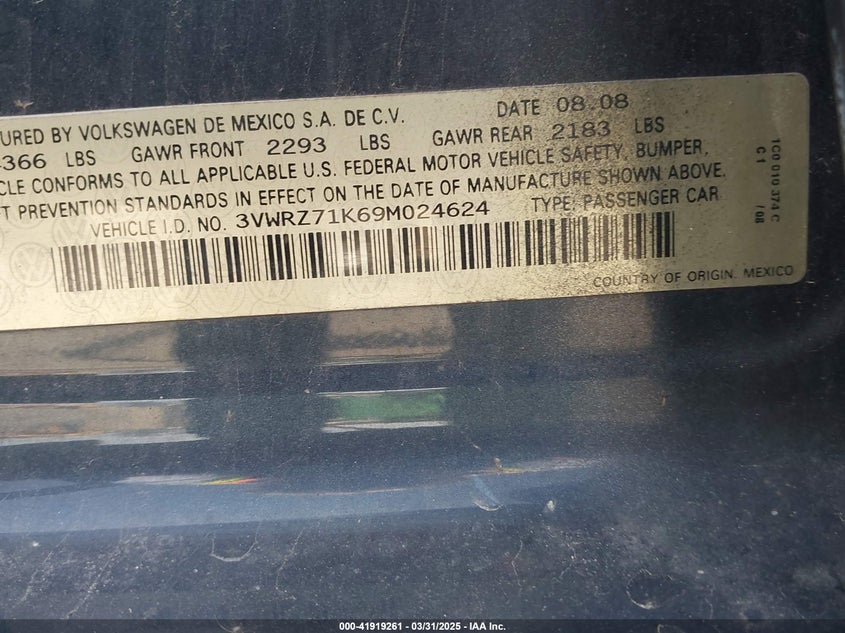 URED BY VOLKSWAGEN DE MEXICO S.A. DE C.V. DATE 08.08
366 LBS GAWR FRONT 2293 LBS GAWR REAR 2183 LBS
CLE CONFORMS TO ALL APPLICABLE U.S. FEDERAL MOTOR VEHICLE SAFETY, BUMPER,
T PREVENTION STANDARDS IN EFFECT ON THE DATE OF MANUFACTURE SHOWN ABOVE.
VEHICLE I.D. NO. 3VWRZ71K69M024624 TYPE: PASSENGER CAR
COUNTRY OF ORIGIN: MEXICO
1C0 010 374 C
C1 /08
000-41919261 - 03/31/2025 - IAA Inc.